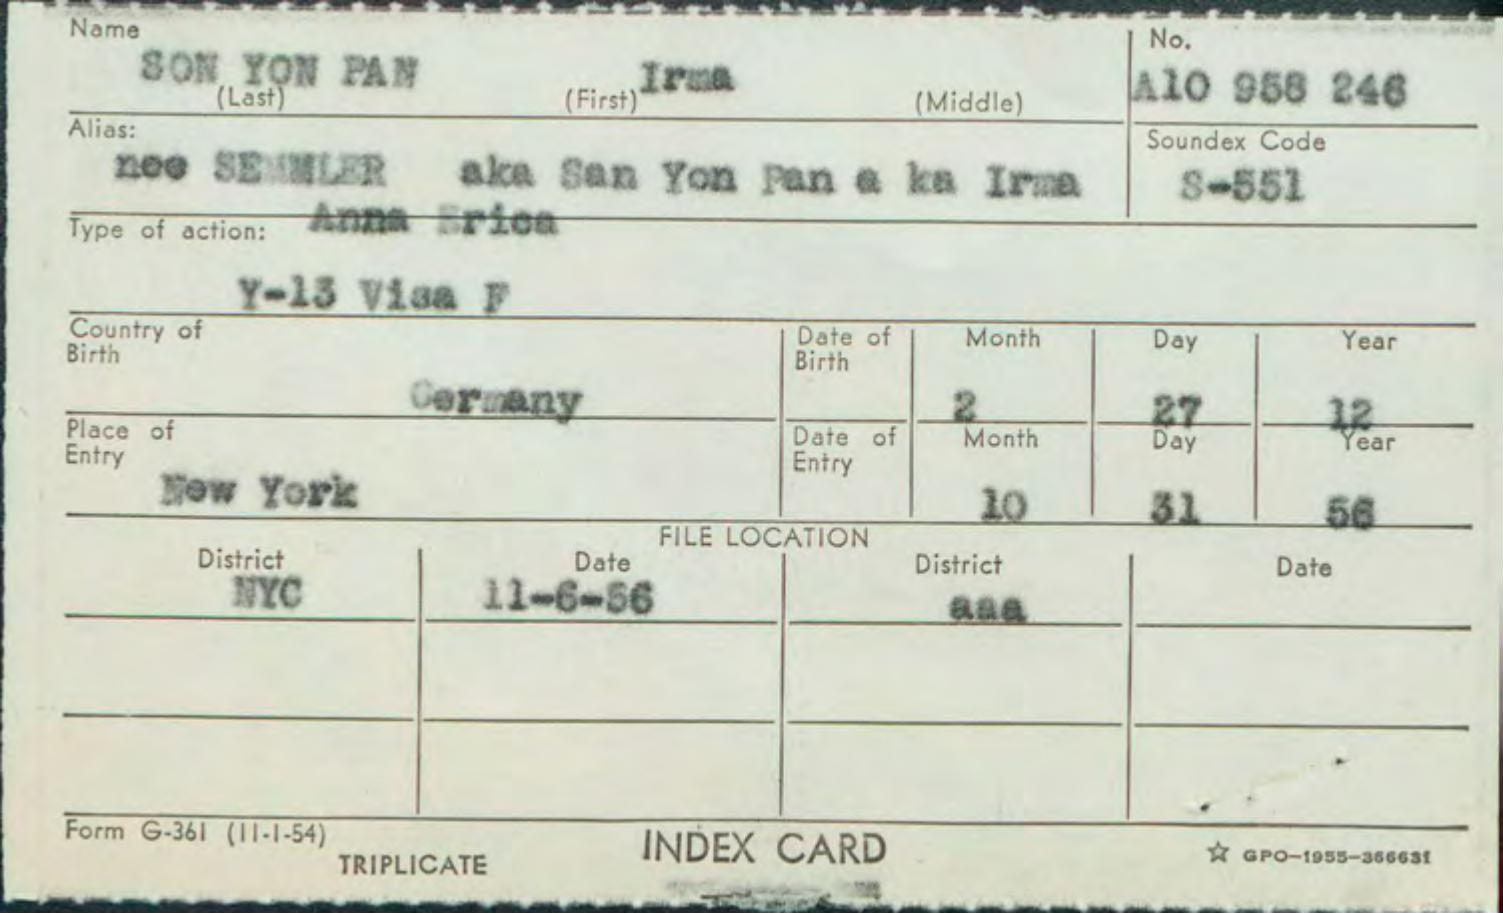 Name
No.
SON YON PAN Irma
A10 958 246
(Last) (First) (Middle)
Alias:
Soundex Code
nee SEMMLER aka San Yon Pan a ka Irma
S-551
Anna Erica
Type of action:
Y-13 Visa F
Country of Birth
Date of Birth
Month Day Year
Germany
2 27 12
Place of Entry
Date of Entry
Month Day Year
New York
10 31 56
FILE LOCATION
District Date District Date
NYC 11-6-56 aaa
Form G-361 (11-1-54)
TRIPLICATE
INDEX CARD
☆ GPO-1955-366631